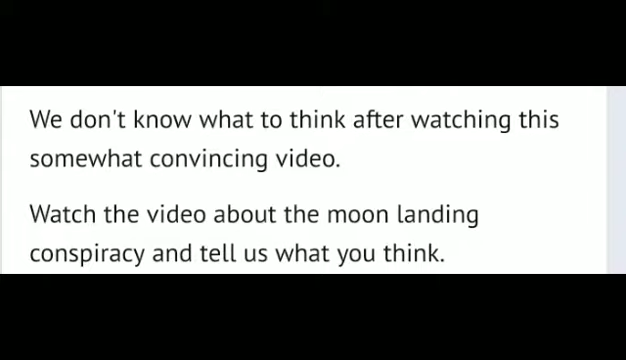 We don't know what to think after watching this
somewhat convincing video.
Watch the video about the moon landing
conspiracy and tell us what you think.